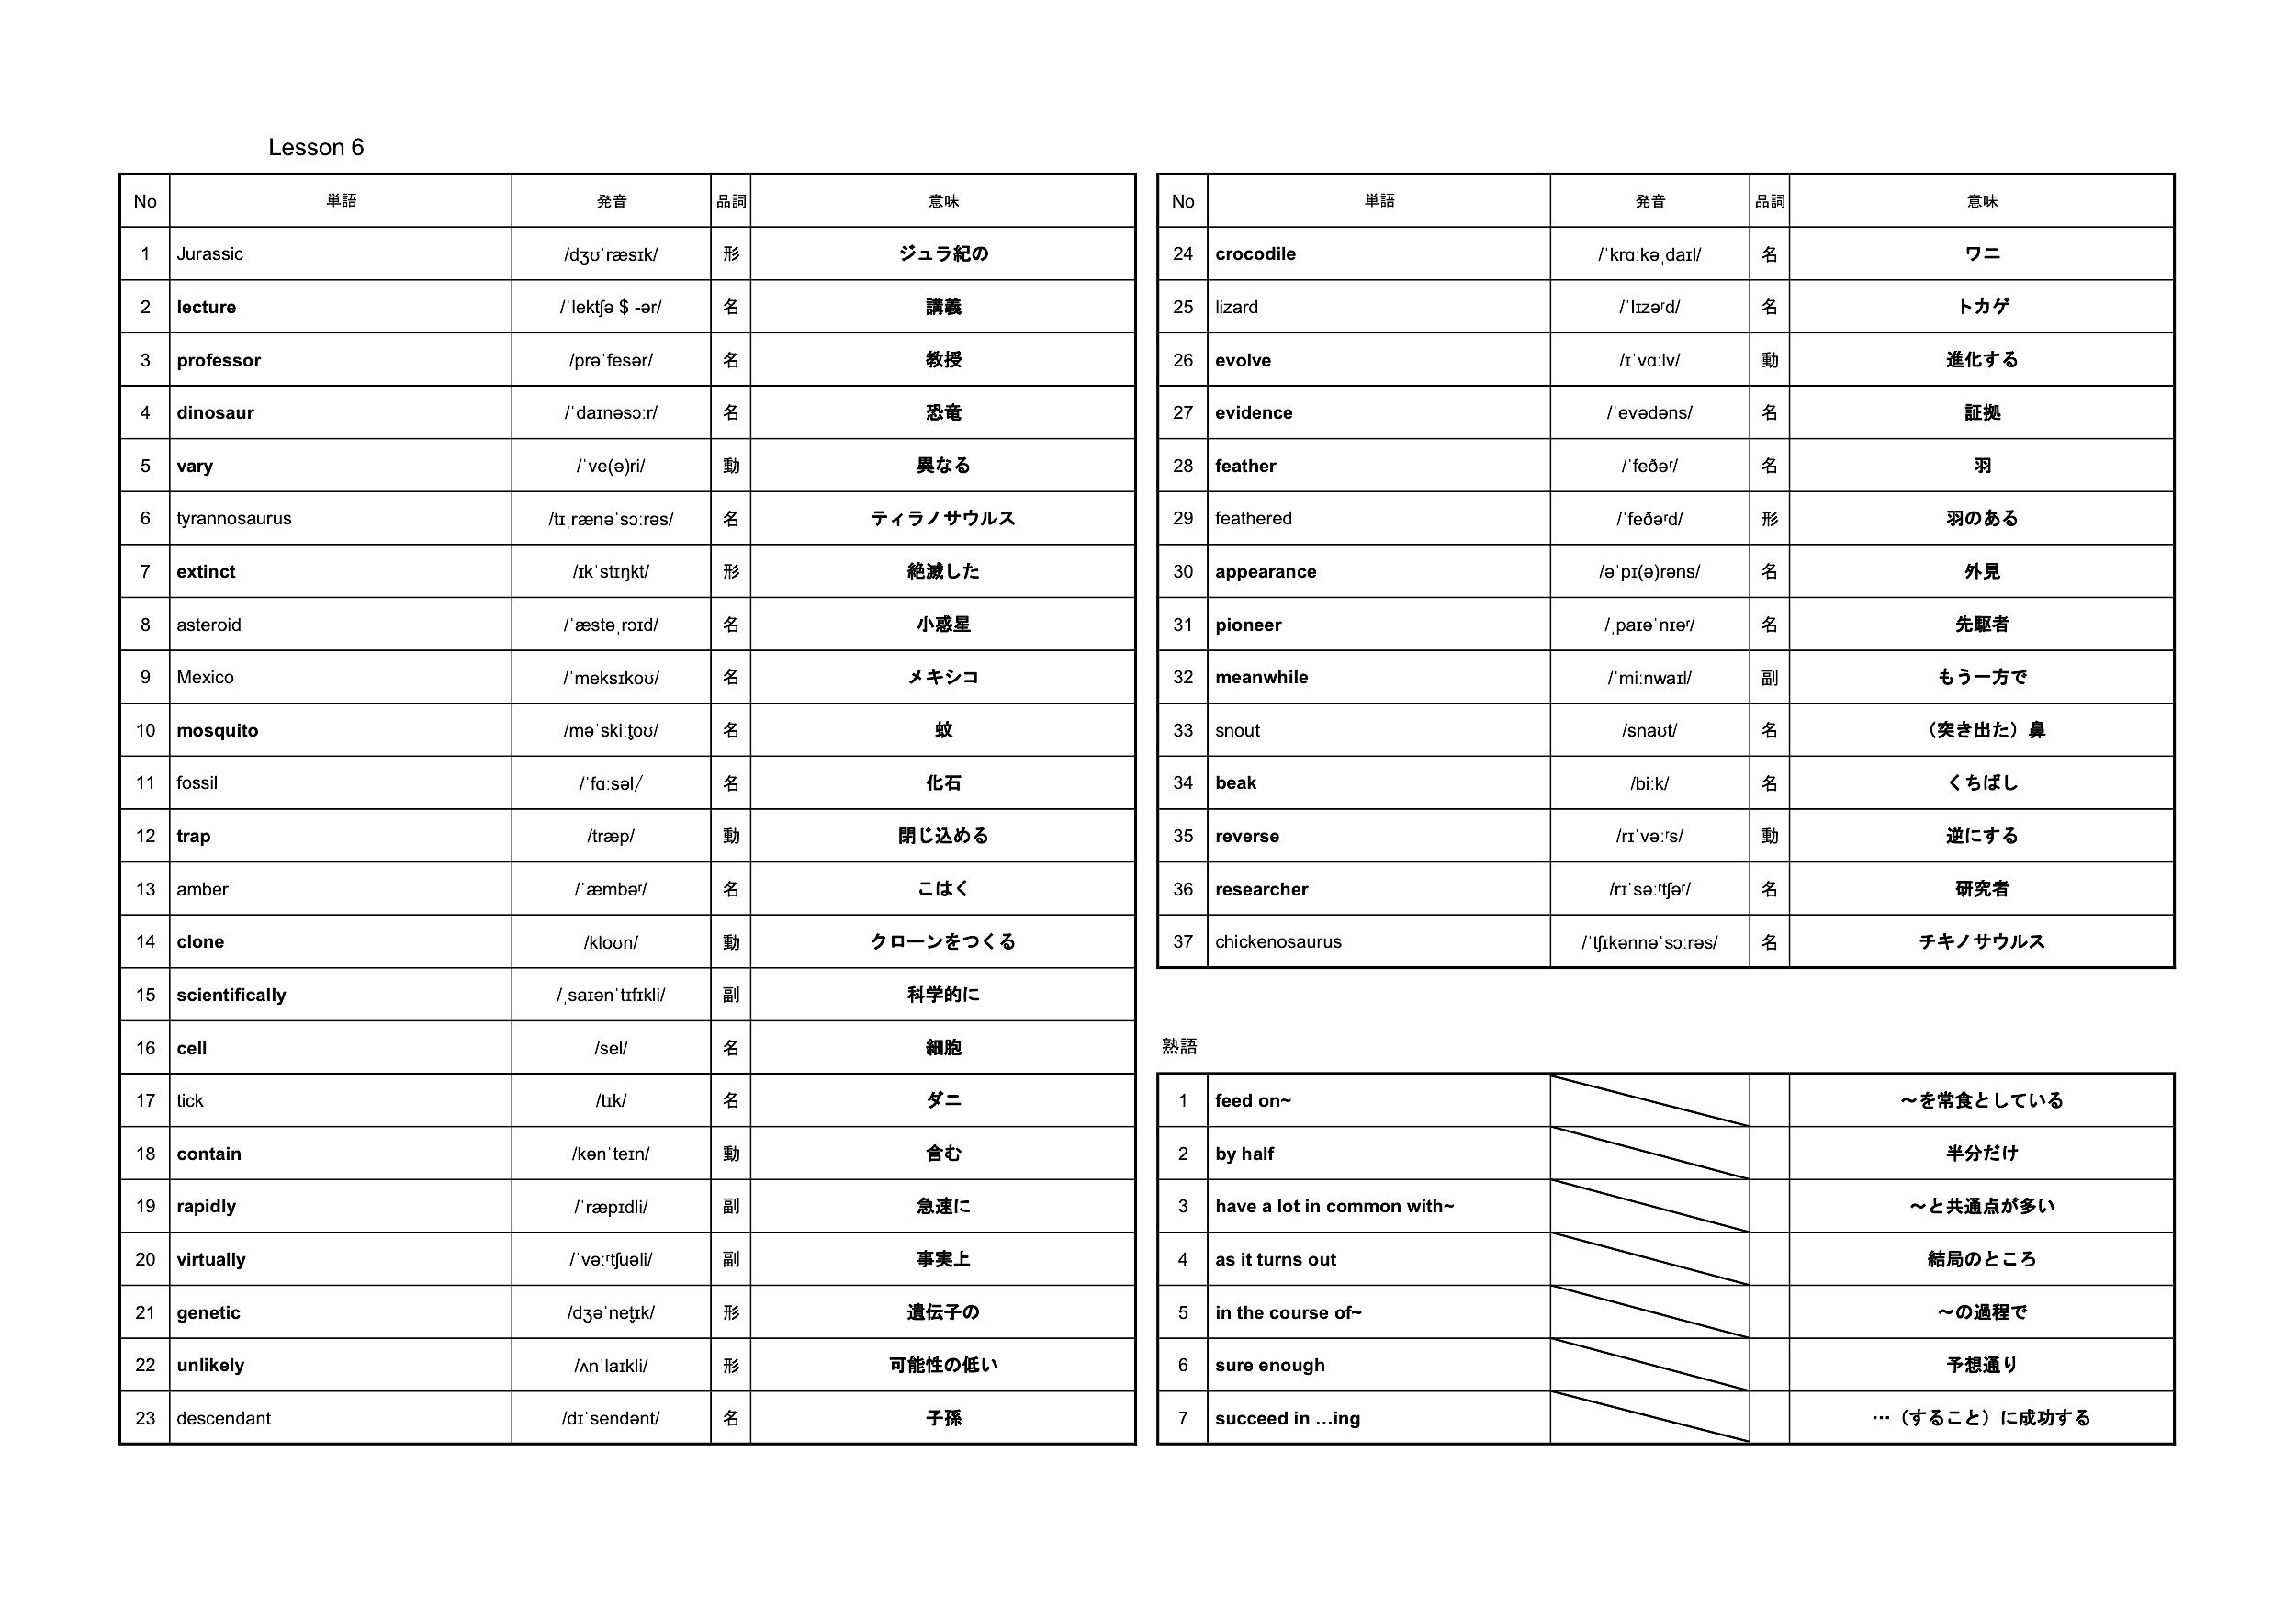 Lesson 6
No 単語 発音 品詞 意味
1 Jurassic /dʒʊˈræsɪk/ 形 ジュラ紀の
2 lecture /ˈlektʃə $ -ər/ 名 講義
3 professor /prəˈfesər/ 名 教授
4 dinosaur /ˈdaɪnəsɔːr/ 名 恐竜
5 vary /ˈve(ə)ri/ 動 異なる
6 tyrannosaurus /tɪˌrænəˈsɔːrəs/ 名 ティラノサウルス
7 extinct /ɪkˈstɪŋkt/ 形 絶滅した
8 asteroid /ˈæstəˌrɔɪd/ 名 小惑星
9 Mexico /ˈmeksɪkoʊ/ 名 メキシコ
10 mosquito /məˈskiːt̬oʊ/ 名 蚊
11 fossil /ˈfɑːsəl/ 名 化石
12 trap /træp/ 動 閉じ込める
13 amber /ˈæmbəʳ/ 名 こはく
14 clone /kloʊn/ 動 クローンをつくる
15 scientifically /ˌsaɪənˈtɪfɪkli/ 副 科学的に
16 cell /sel/ 名 細胞
17 tick /tɪk/ 名 ダニ
18 contain /kənˈteɪn/ 動 含む
19 rapidly /ˈræpɪdli/ 副 急速に
20 virtually /ˈvəːʳtʃuəli/ 副 事実上
21 genetic /dʒəˈnet̬ɪk/ 形 遺伝子の
22 unlikely /ʌnˈlaɪkli/ 形 可能性の低い
23 descendant /dɪˈsendənt/ 名 子孫
No 単語 発音 品詞 意味
24 crocodile /ˈkrɑːkəˌdaɪl/ 名 ワニ
25 lizard /ˈlɪzəʳd/ 名 トカゲ
26 evolve /ɪˈvɑːlv/ 動 進化する
27 evidence /ˈevədəns/ 名 証拠
28 feather /ˈfeðəʳ/ 名 羽
29 feathered /ˈfeðəʳd/ 形 羽のある
30 appearance /əˈpɪ(ə)rəns/ 名 外見
31 pioneer /ˌpaɪəˈnɪəʳ/ 名 先駆者
32 meanwhile /ˈmiːnwaɪl/ 副 もう一方で
33 snout /snaʊt/ 名 （突き出た）鼻
34 beak /biːk/ 名 くちばし
35 reverse /rɪˈvəːʳs/ 動 逆にする
36 researcher /rɪˈsəːʳtʃəʳ/ 名 研究者
37 chickenosaurus /ˈtʃɪkənnəˈsɔːrəs/ 名 チキノサウルス
熟語
1 feed on~ ～を常食としている
2 by half 半分だけ
3 have a lot in common with~ ～と共通点が多い
4 as it turns out 結局のところ
5 in the course of~ ～の過程で
6 sure enough 予想通り
7 succeed in …ing …（すること）に成功する